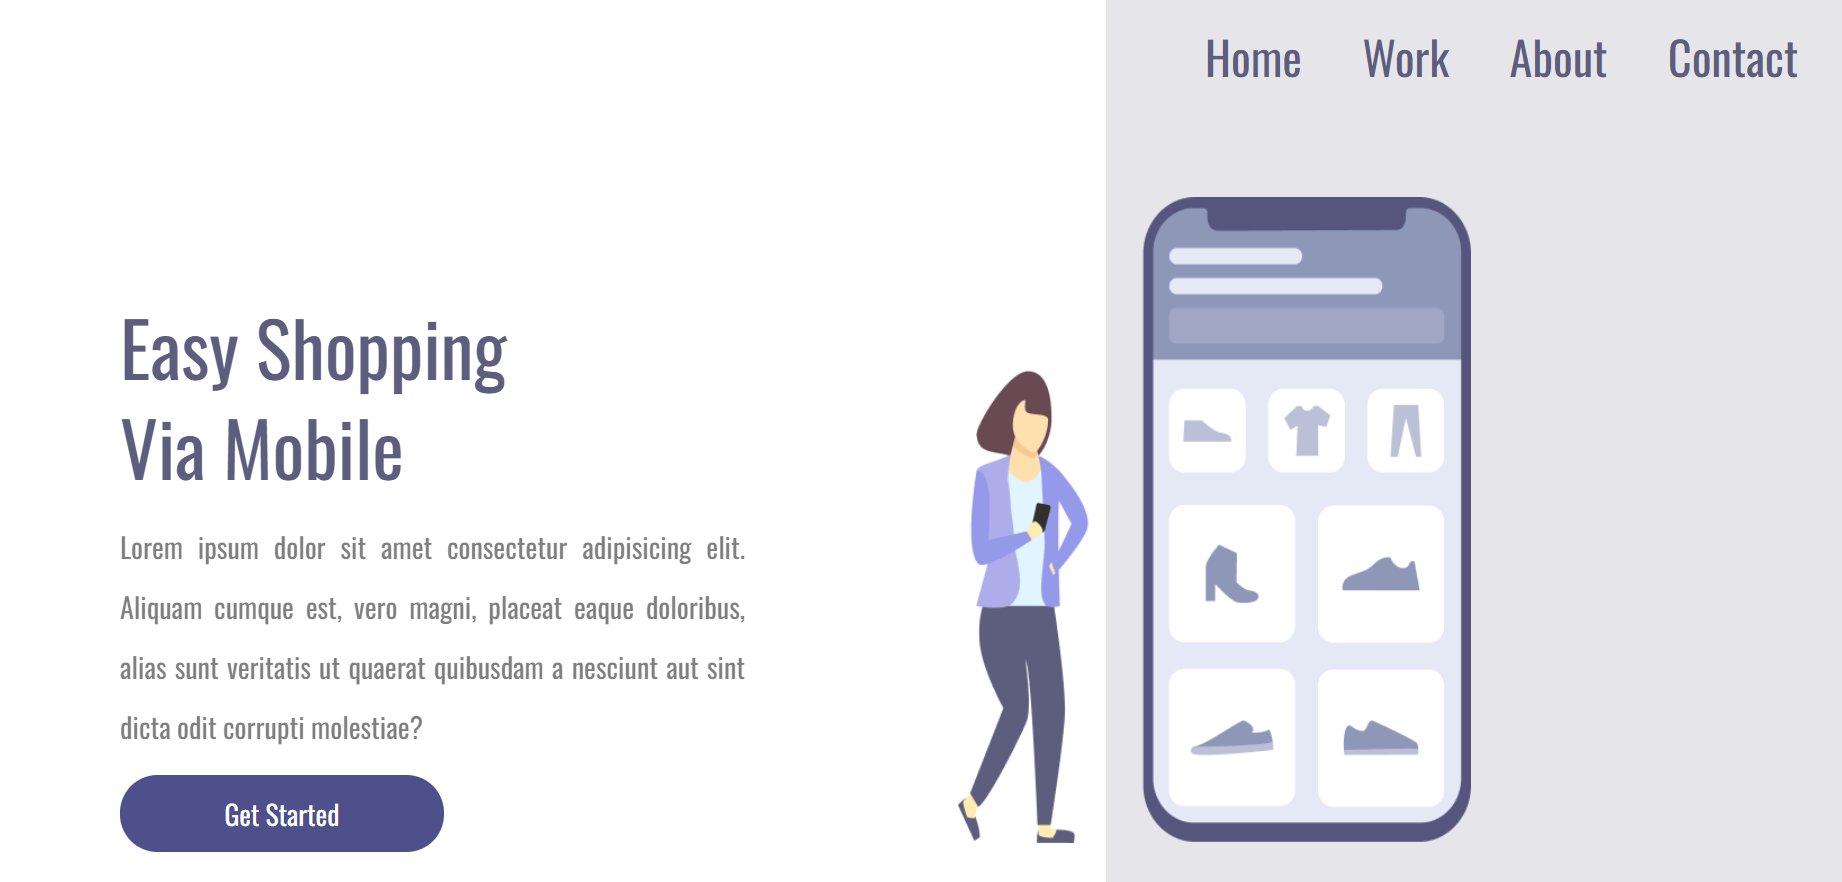 Home Work About Contact
Easy Shopping
Via Mobile
Lorem ipsum dolor sit amet consectetur adipisicing elit.
Aliquam cumque est, vero magni, placeat eaque doloribus,
alias sunt veritatis ut quaerat quibusdam a nesciunt aut sint
dicta odit corrupti molestiae?
Get Started